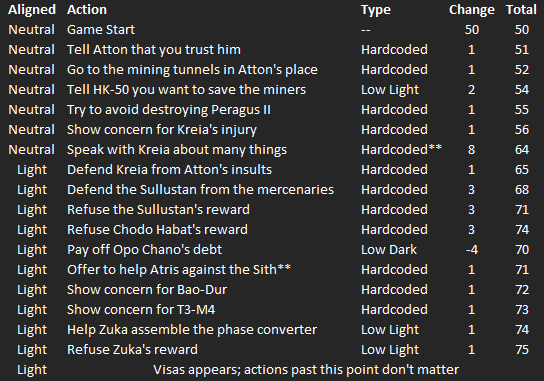 Aligned Action Type Change Total
Neutral Game Start -- 50 50
Neutral Tell Atton that you trust him Hardcoded 1 51
Neutral Go to the mining tunnels in Atton's place Hardcoded 1 52
Neutral Tell HK-50 you want to save the miners Low Light 2 54
Neutral Try to avoid destroying Peragus II Hardcoded 1 55
Neutral Show concern for Kreia's injury Hardcoded 1 56
Neutral Speak with Kreia about many things Hardcoded** 8 64
Light Defend Kreia from Atton's insults Hardcoded 1 65
Light Defend the Sullustan from the mercenaries Hardcoded 3 68
Light Refuse the Sullustan's reward Hardcoded 3 71
Light Refuse Chodo Habat's reward Hardcoded 3 74
Light Pay off Opo Chano's debt Low Dark -4 70
Light Offer to help Atris against the Sith** Hardcoded 1 71
Light Show concern for Bao-Dur Hardcoded 1 72
Light Show concern for T3-M4 Hardcoded 1 73
Light Help Zuka assemble the phase converter Low Light 1 74
Light Refuse Zuka's reward Low Light 1 75
Light Visas appears; actions past this point don't matter